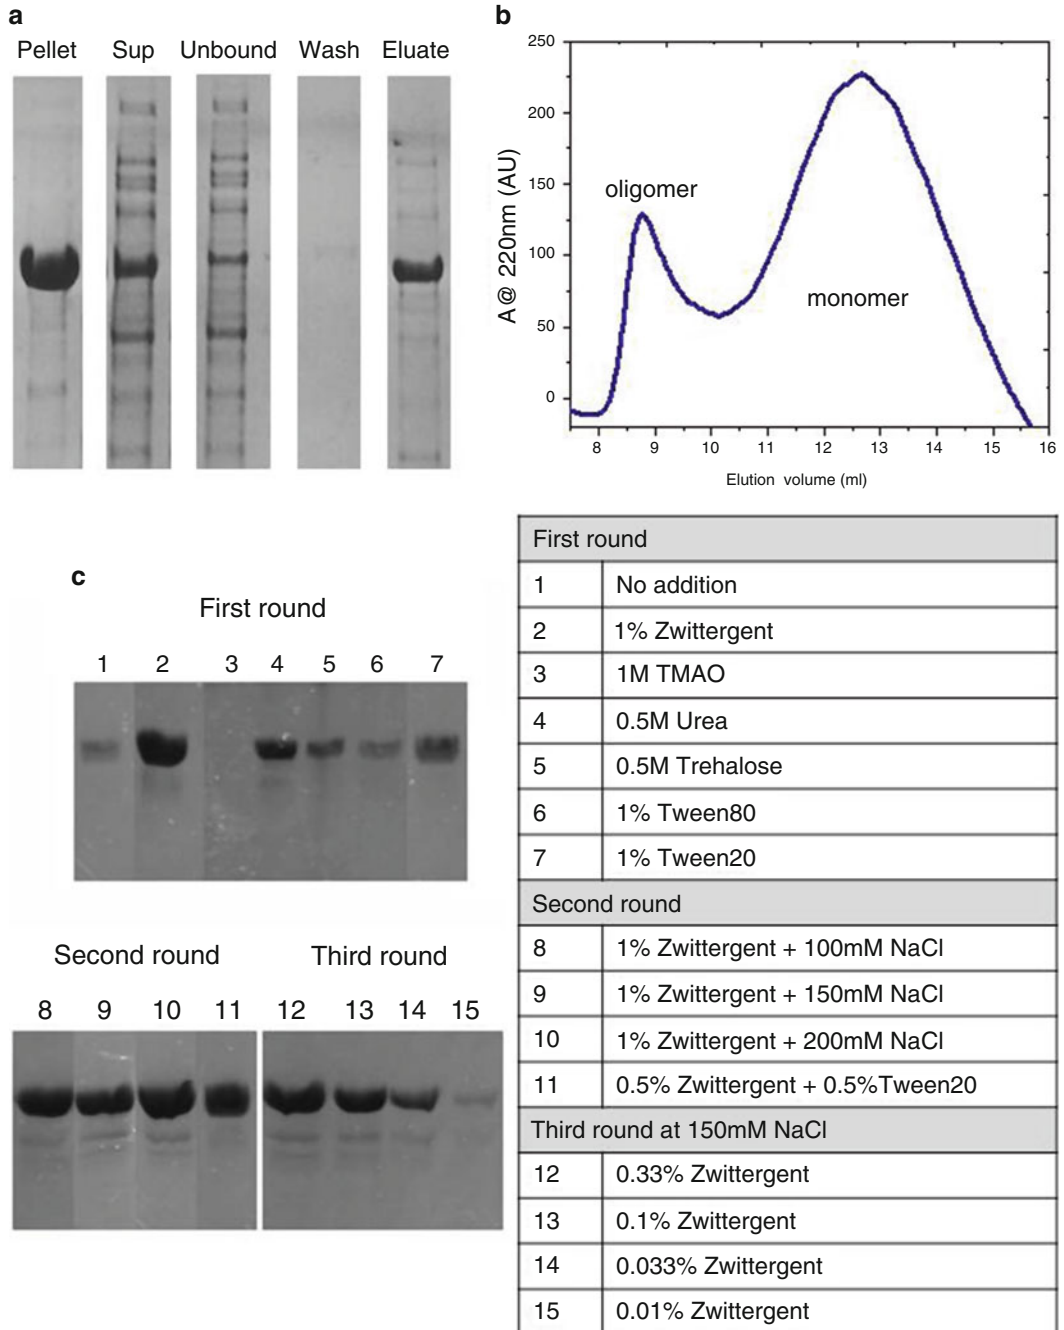 a
Pellet Sup Unbound Wash Eluate
b
250
200
150
100
50
0
A@ 220nm (AU)
oligomer
monomer
8 9 10 11 12 13 14 15 16
Elution volume (ml)
c
First round
1 2 3 4 5 6 7
Second round
8 9 10 11
Third round
12 13 14 15
First round
1 No addition
2 1% Zwittergent
3 1M TMAO
4 0.5M Urea
5 0.5M Trehalose
6 1% Tween80
7 1% Tween20
Second round
8 1% Zwittergent + 100mM NaCl
9 1% Zwittergent + 150mM NaCl
10 1% Zwittergent + 200mM NaCl
11 0.5% Zwittergent + 0.5%Tween20
Third round at 150mM NaCl
12 0.33% Zwittergent
13 0.1% Zwittergent
14 0.033% Zwittergent
15 0.01% Zwittergent